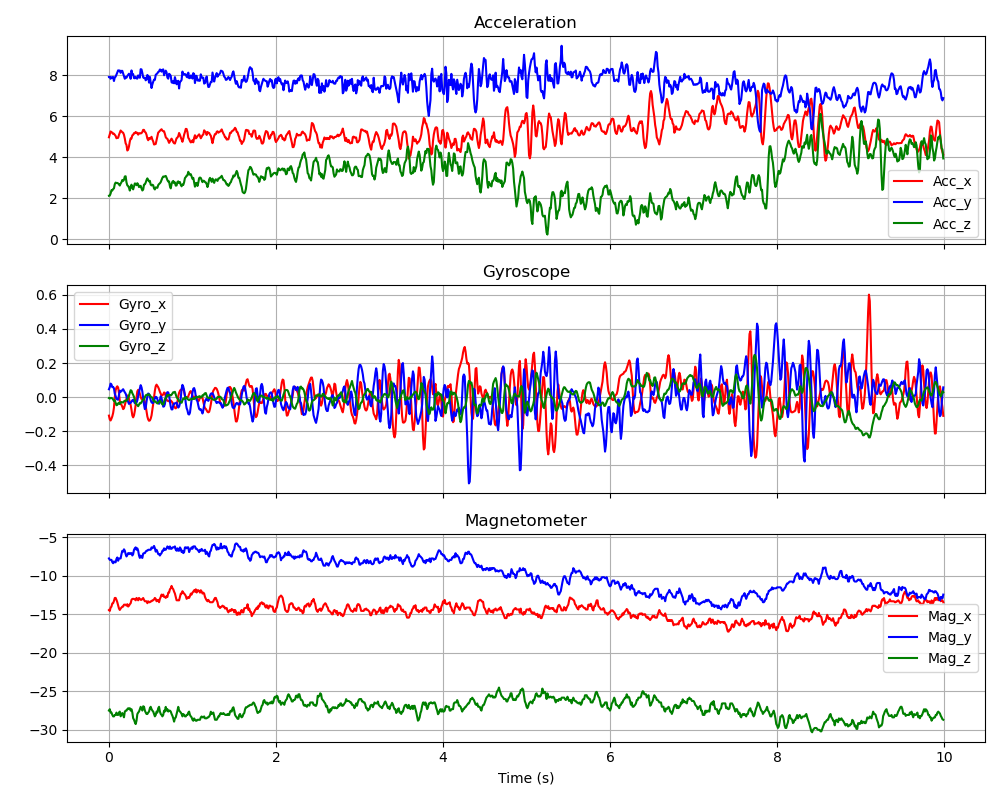 Acceleration
8
6
4
2
0
Acc_x
Acc_y
Acc_z
Gyroscope
0.6
0.4
0.2
0.0
−0.2
−0.4
Gyro_x
Gyro_y
Gyro_z
Magnetometer
−5
−10
−15
−20
−25
−30
Mag_x
Mag_y
Mag_z
0 2 4 6 8 10
Time (s)